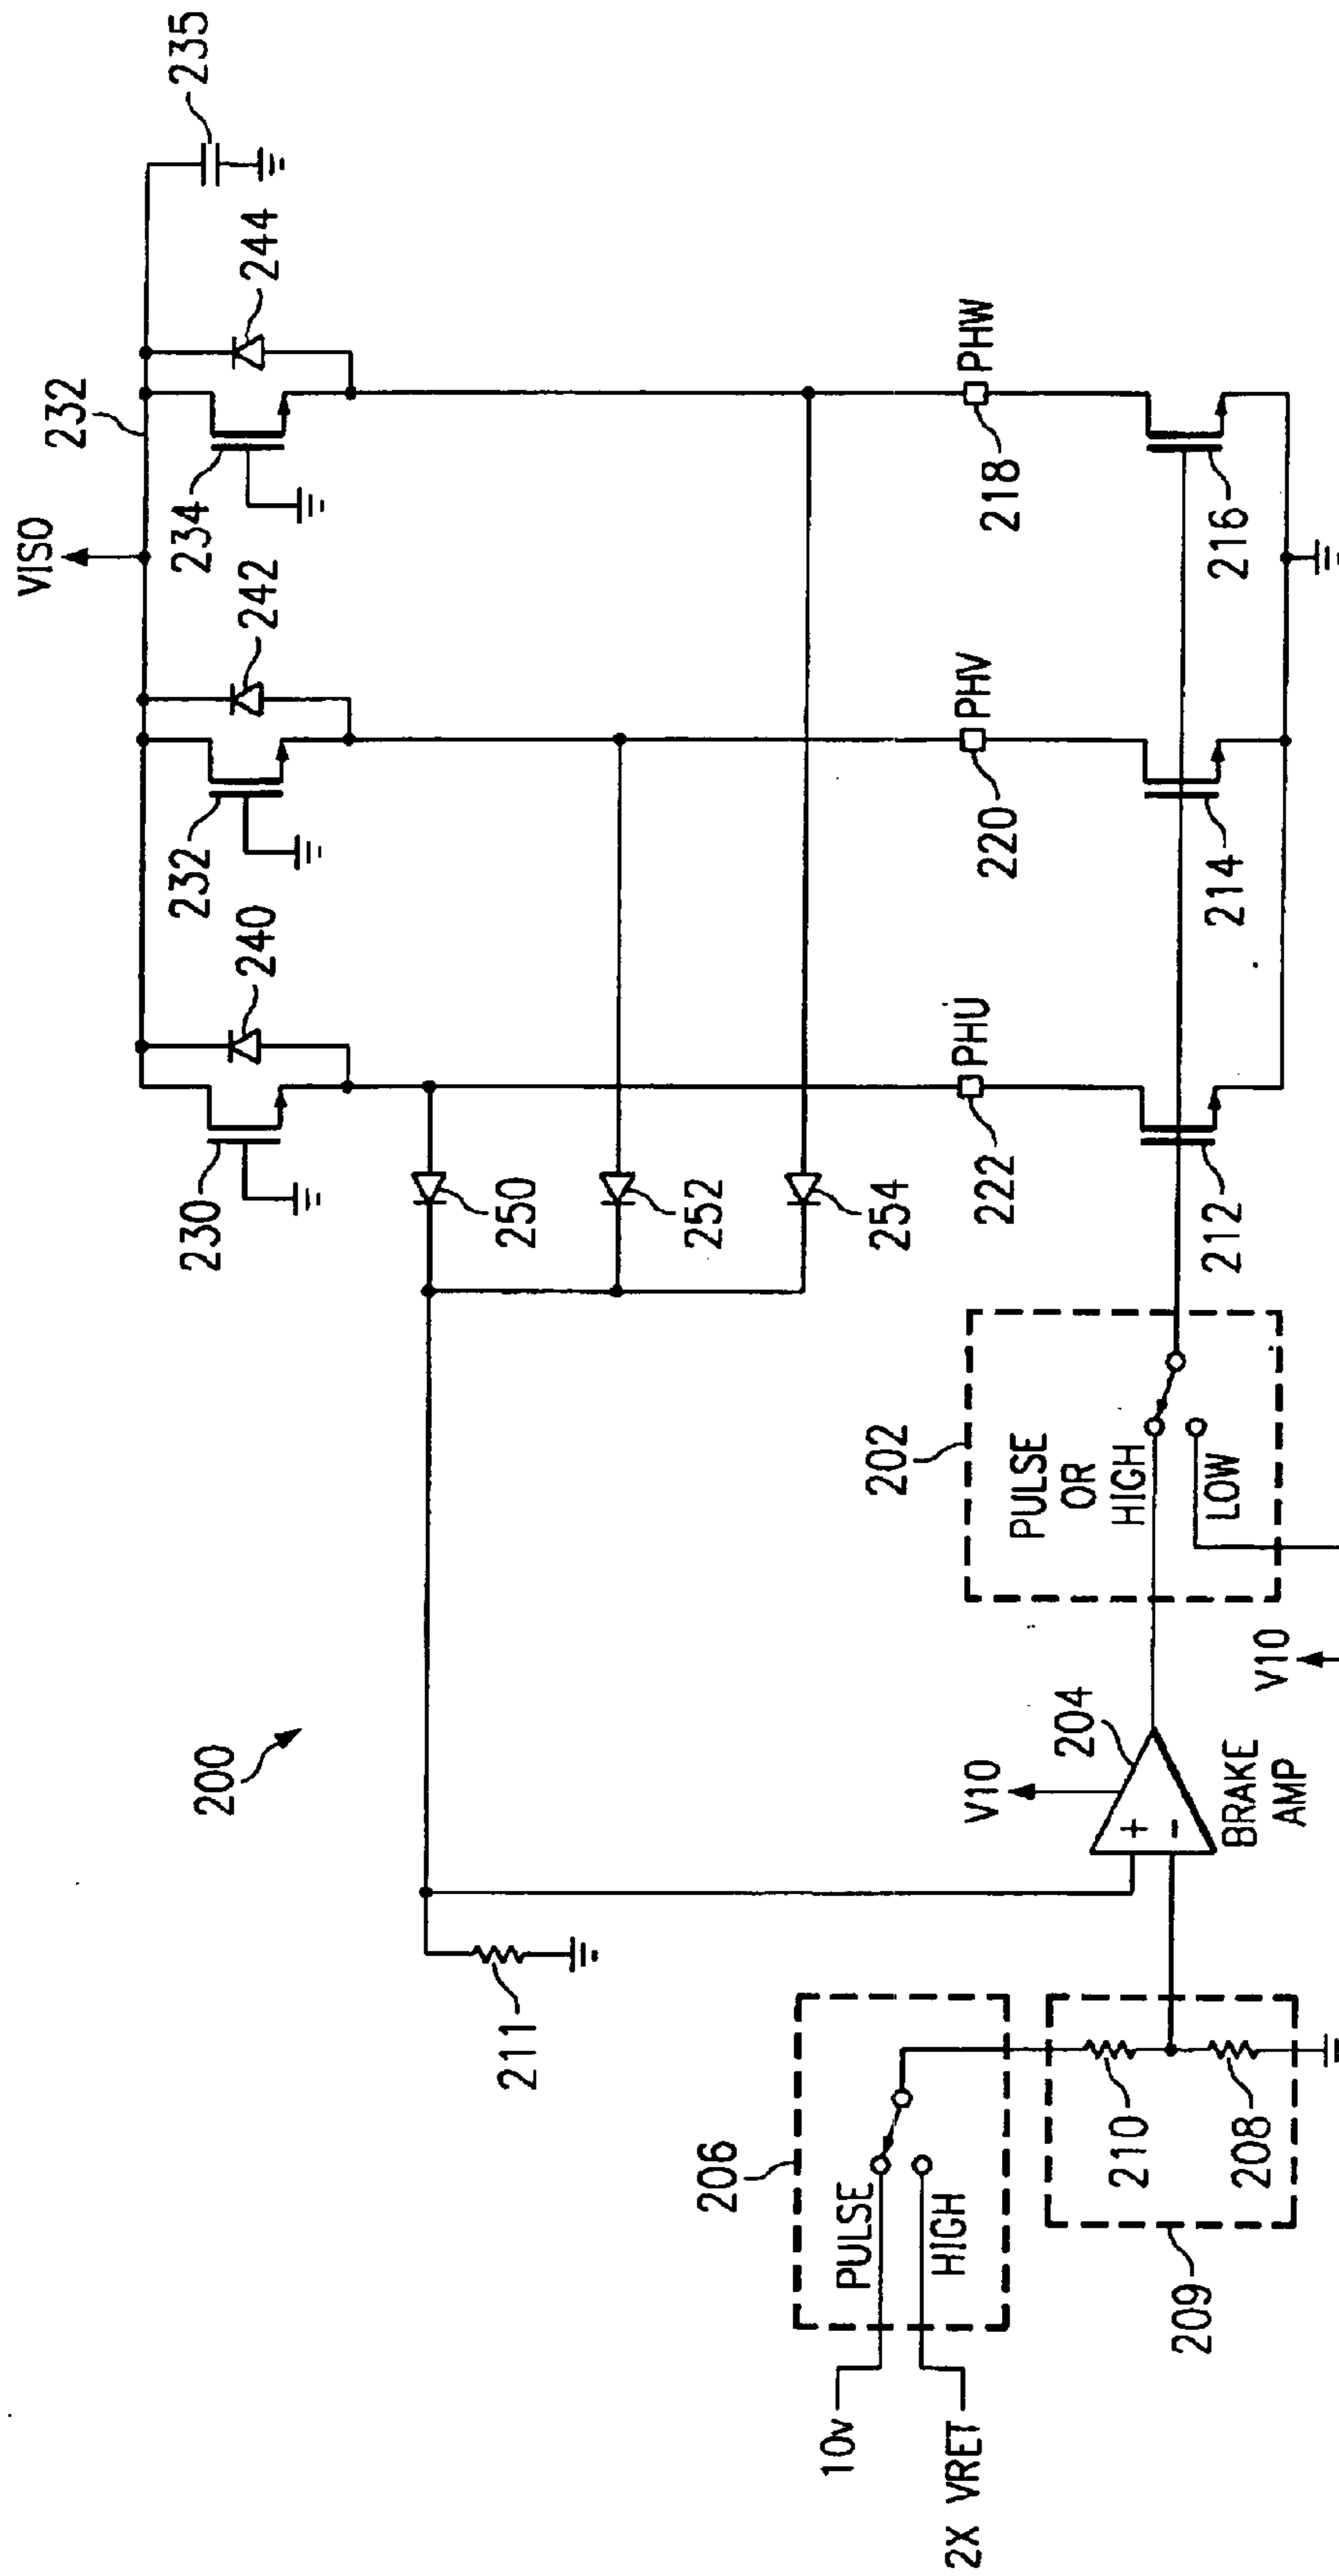 200
VISO
232
235
230
240
232
242
234
244
250
252
254
211
206
PULSE
HIGH
10v
2X VRET
210
208
209
V10
204
+
-
BRAKE
AMP
V10
202
PULSE
OR
HIGH
LOW
222
PHU
220
PHV
218
PHW
212
214
216